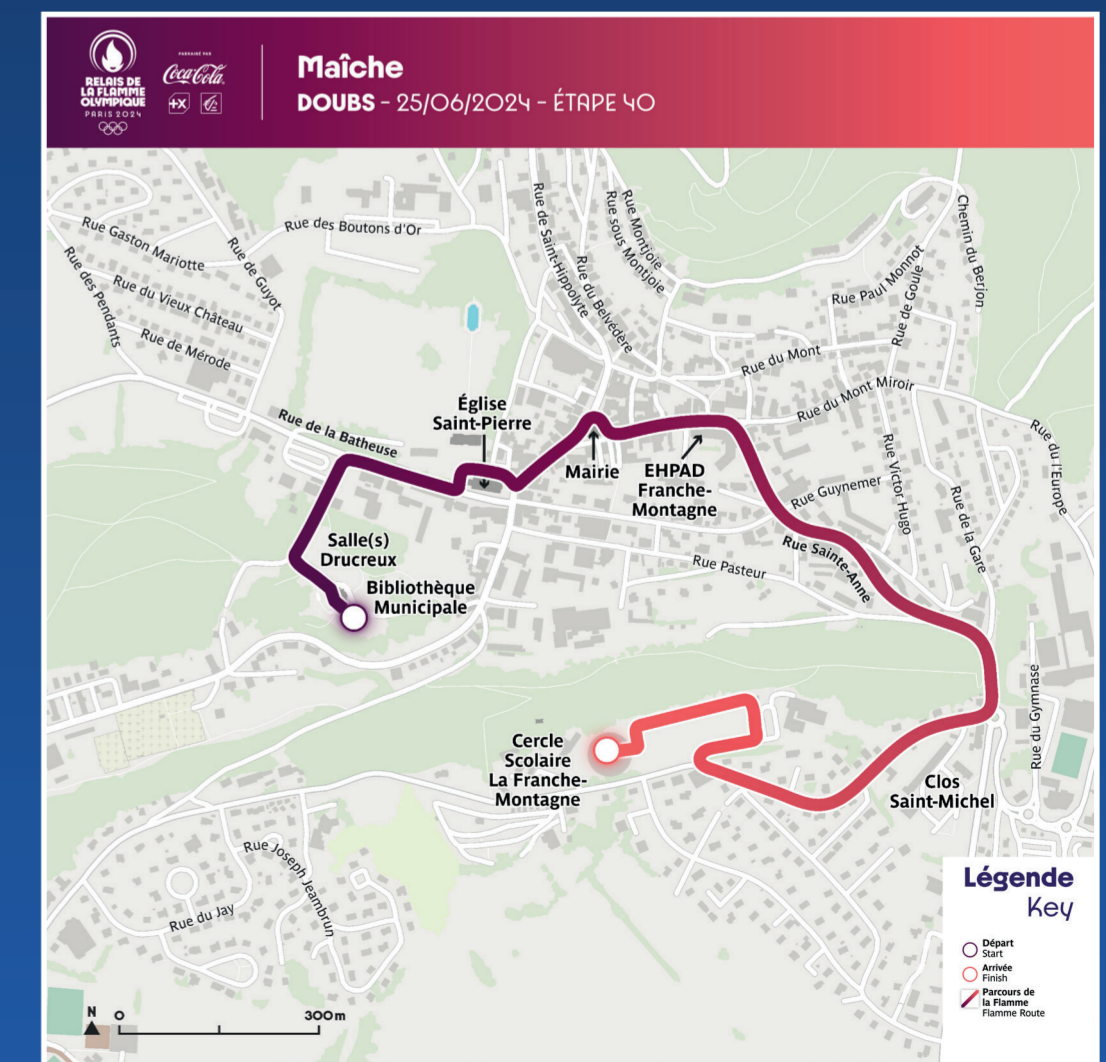 RELAIS DE
LA FLAMME
OLYMPIQUE
PARIS 2024
PARRAINÉ PAR
Coca-Cola
Maîche
DOUBS - 25/06/2024 - ÉTAPE 40
Rue Gaston Mariotte
Rue des Pendants
Rue du Vieux Château
Rue de Mérode
Rue de Guyot
Rue des Boutons d'Or
Rue de Saint-Hippolyte
Rue du Belvédère
Rue Montjoie
Rue sous Montjoie
Chemin du Berjon
Rue Paul Monnot
Rue de Goule
Rue du Mont
Rue du Mont Miroir
Rue de l'Europe
Rue de la Batheuse
Église
Saint-Pierre
Mairie
EHPAD
Franche-
Montagne
Rue Guynemer
Rue Victor Hugo
Rue de la Gare
Rue Sainte-Anne
Rue Pasteur
Salle(s)
Drucreux
Bibliothèque
Municipale
Rue du Gymnase
Cercle
Scolaire
La Franche-
Montagne
Clos
Saint-Michel
Rue Joseph Jeambrun
Rue du Jay
Légende
Key
Départ
Start
Arrivée
Finish
Parcours de
la Flamme
Flamme Route
N 0 300m